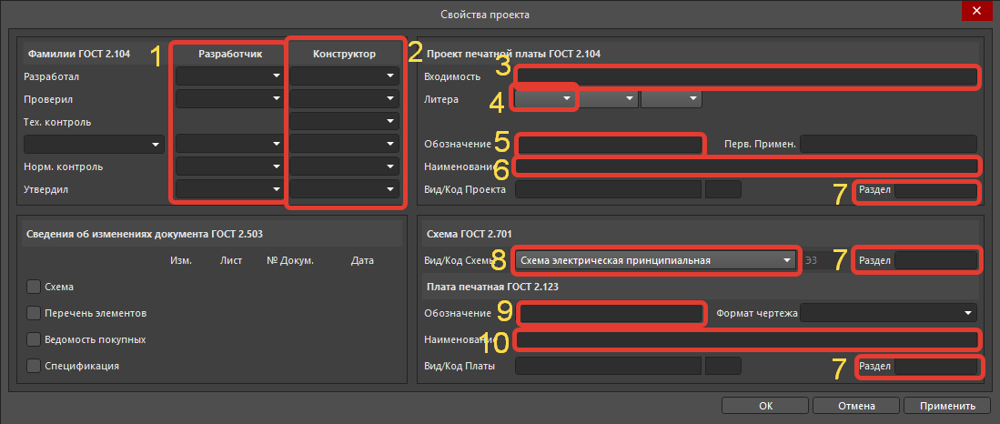 Свойства проекта
Фамилии ГОСТ 2.104
1
Разработчик
Конструктор
2
Разработал
Проверил
Тех. контроль
Норм. контроль
Утвердил
Проект печатной платы ГОСТ 2.104
Входимость
3
Литера
4
Обозначение
5
Перв. Примен.
Наименование
6
Вид/Код Проекта
7
Раздел
Сведения об изменениях документа ГОСТ 2.503
Изм.
Лист
№ Докум.
Дата
Схема
Перечень элементов
Ведомость покупных
Спецификация
Схема ГОСТ 2.701
Вид/Код Схемы
8
Схема электрическая принципиальная
Э3
7
Раздел
Плата печатная ГОСТ 2.123
Обозначение
9
Формат чертежа
Наименование
10
Вид/Код Платы
7
Раздел
ОК
Отмена
Применить